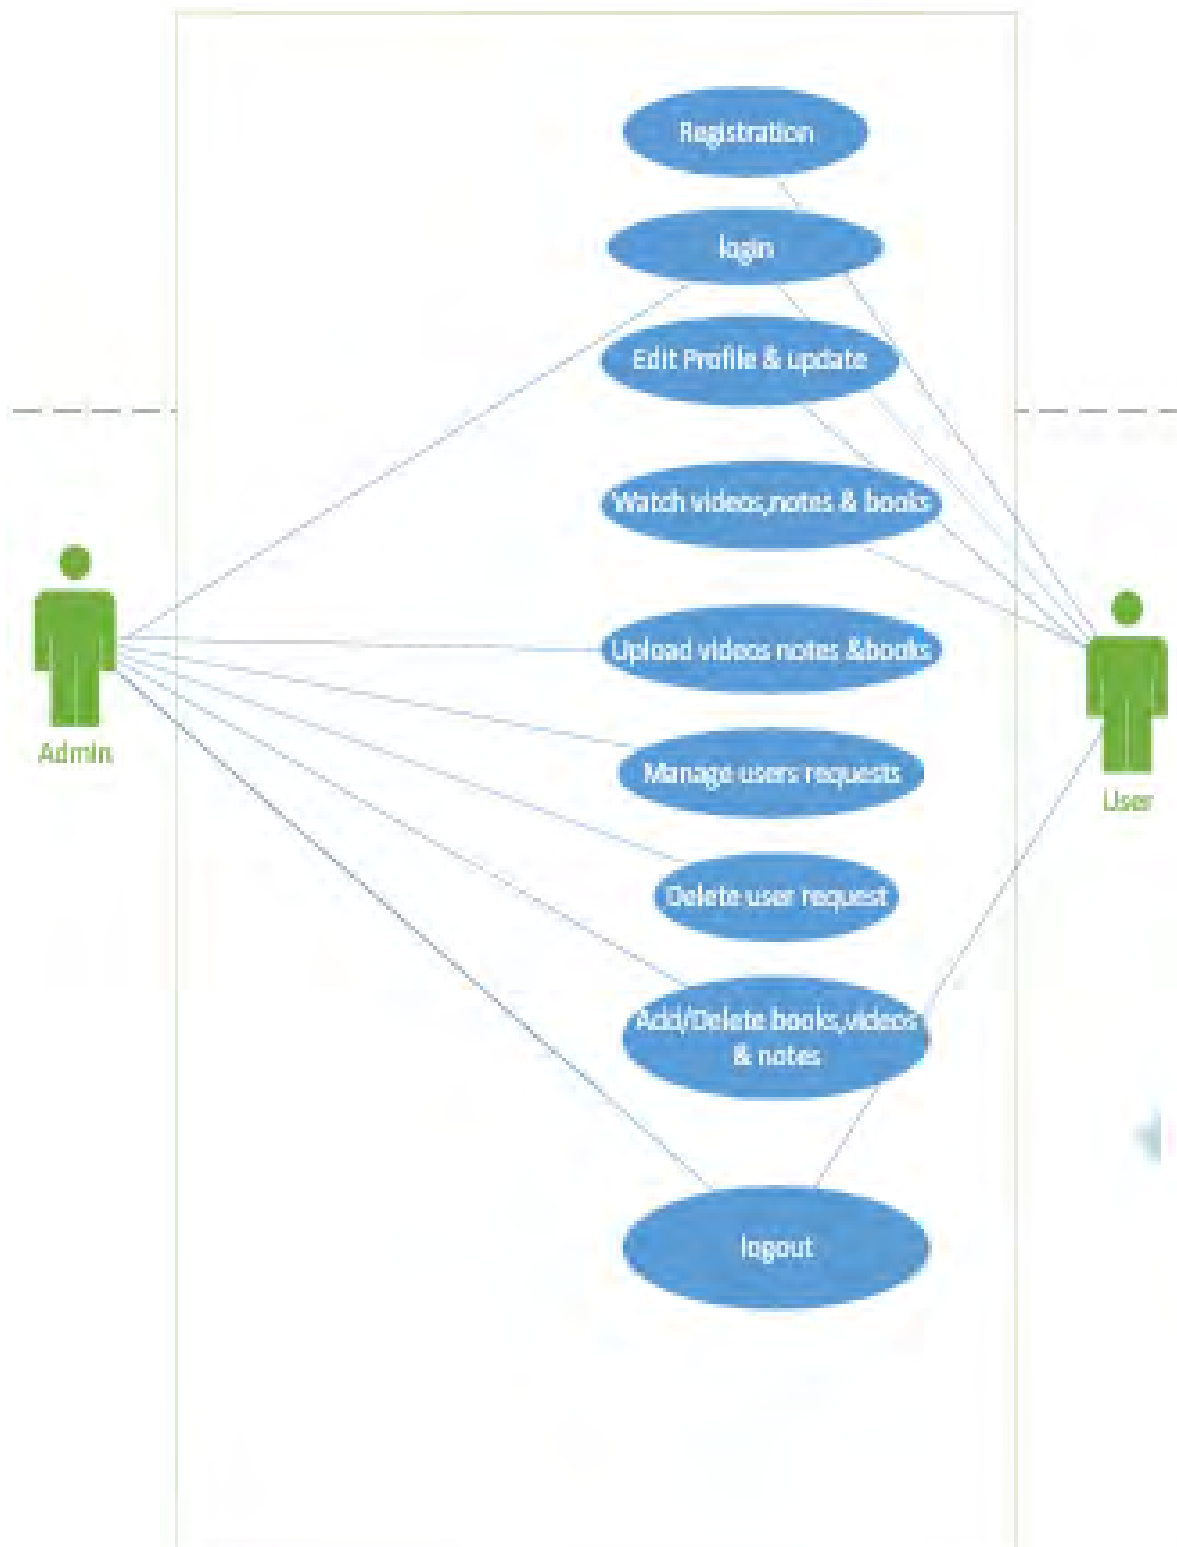 Registration
login
Edit Profile & update
Watch videos,notes & books
Upload videos notes &books
Admin
Manage users requests
User
Delete user request
Add/Delete books,videos
& notes
logout